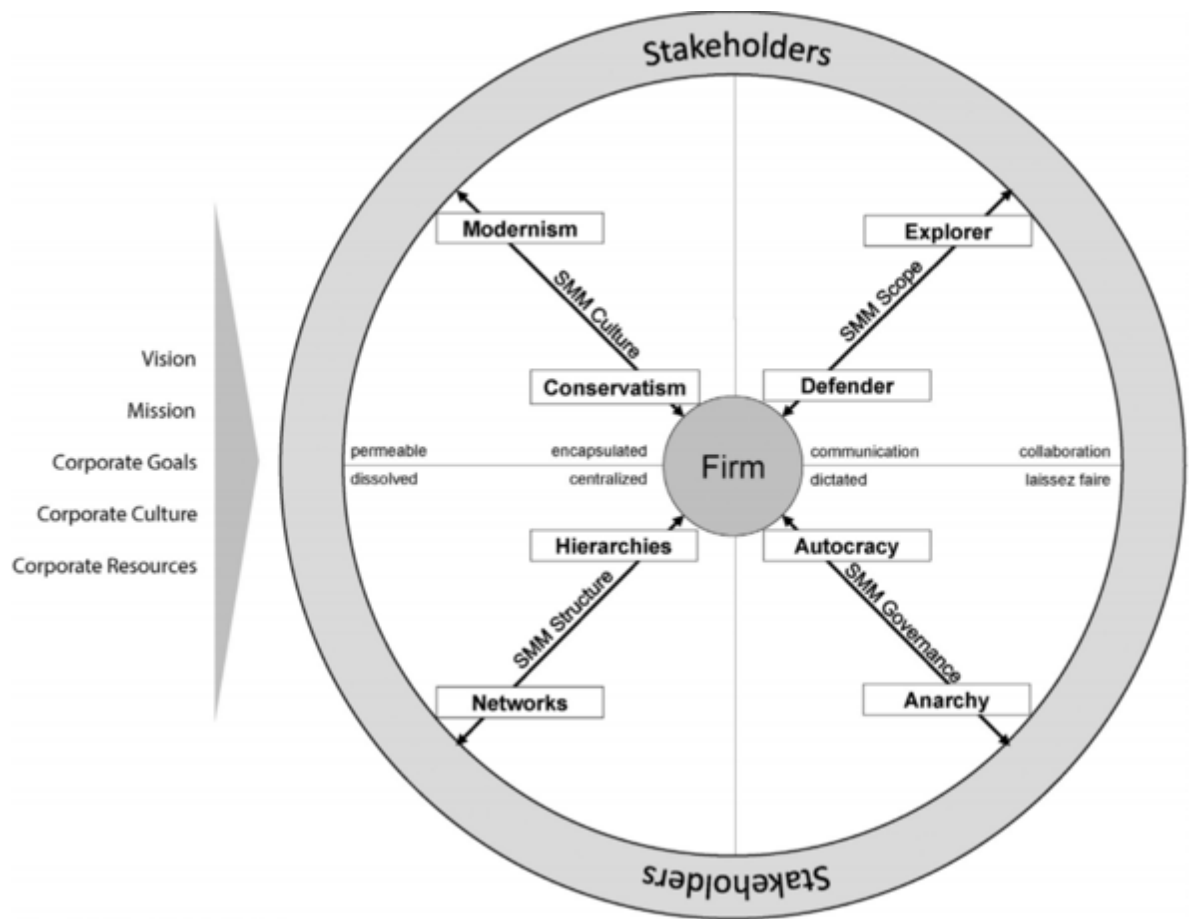 Stakeholders
Modernism
Explorer
SMM Culture
SMM Scope
Conservatism
Defender
Vision
Mission
Corporate Goals
Corporate Culture
Corporate Resources
permeable
encapsulated
communication
collaboration
Firm
dissolved
centralized
dictated
laissez faire
Hierarchies
Autocracy
SMM Structure
SMM Governance
Networks
Anarchy
Stakeholders